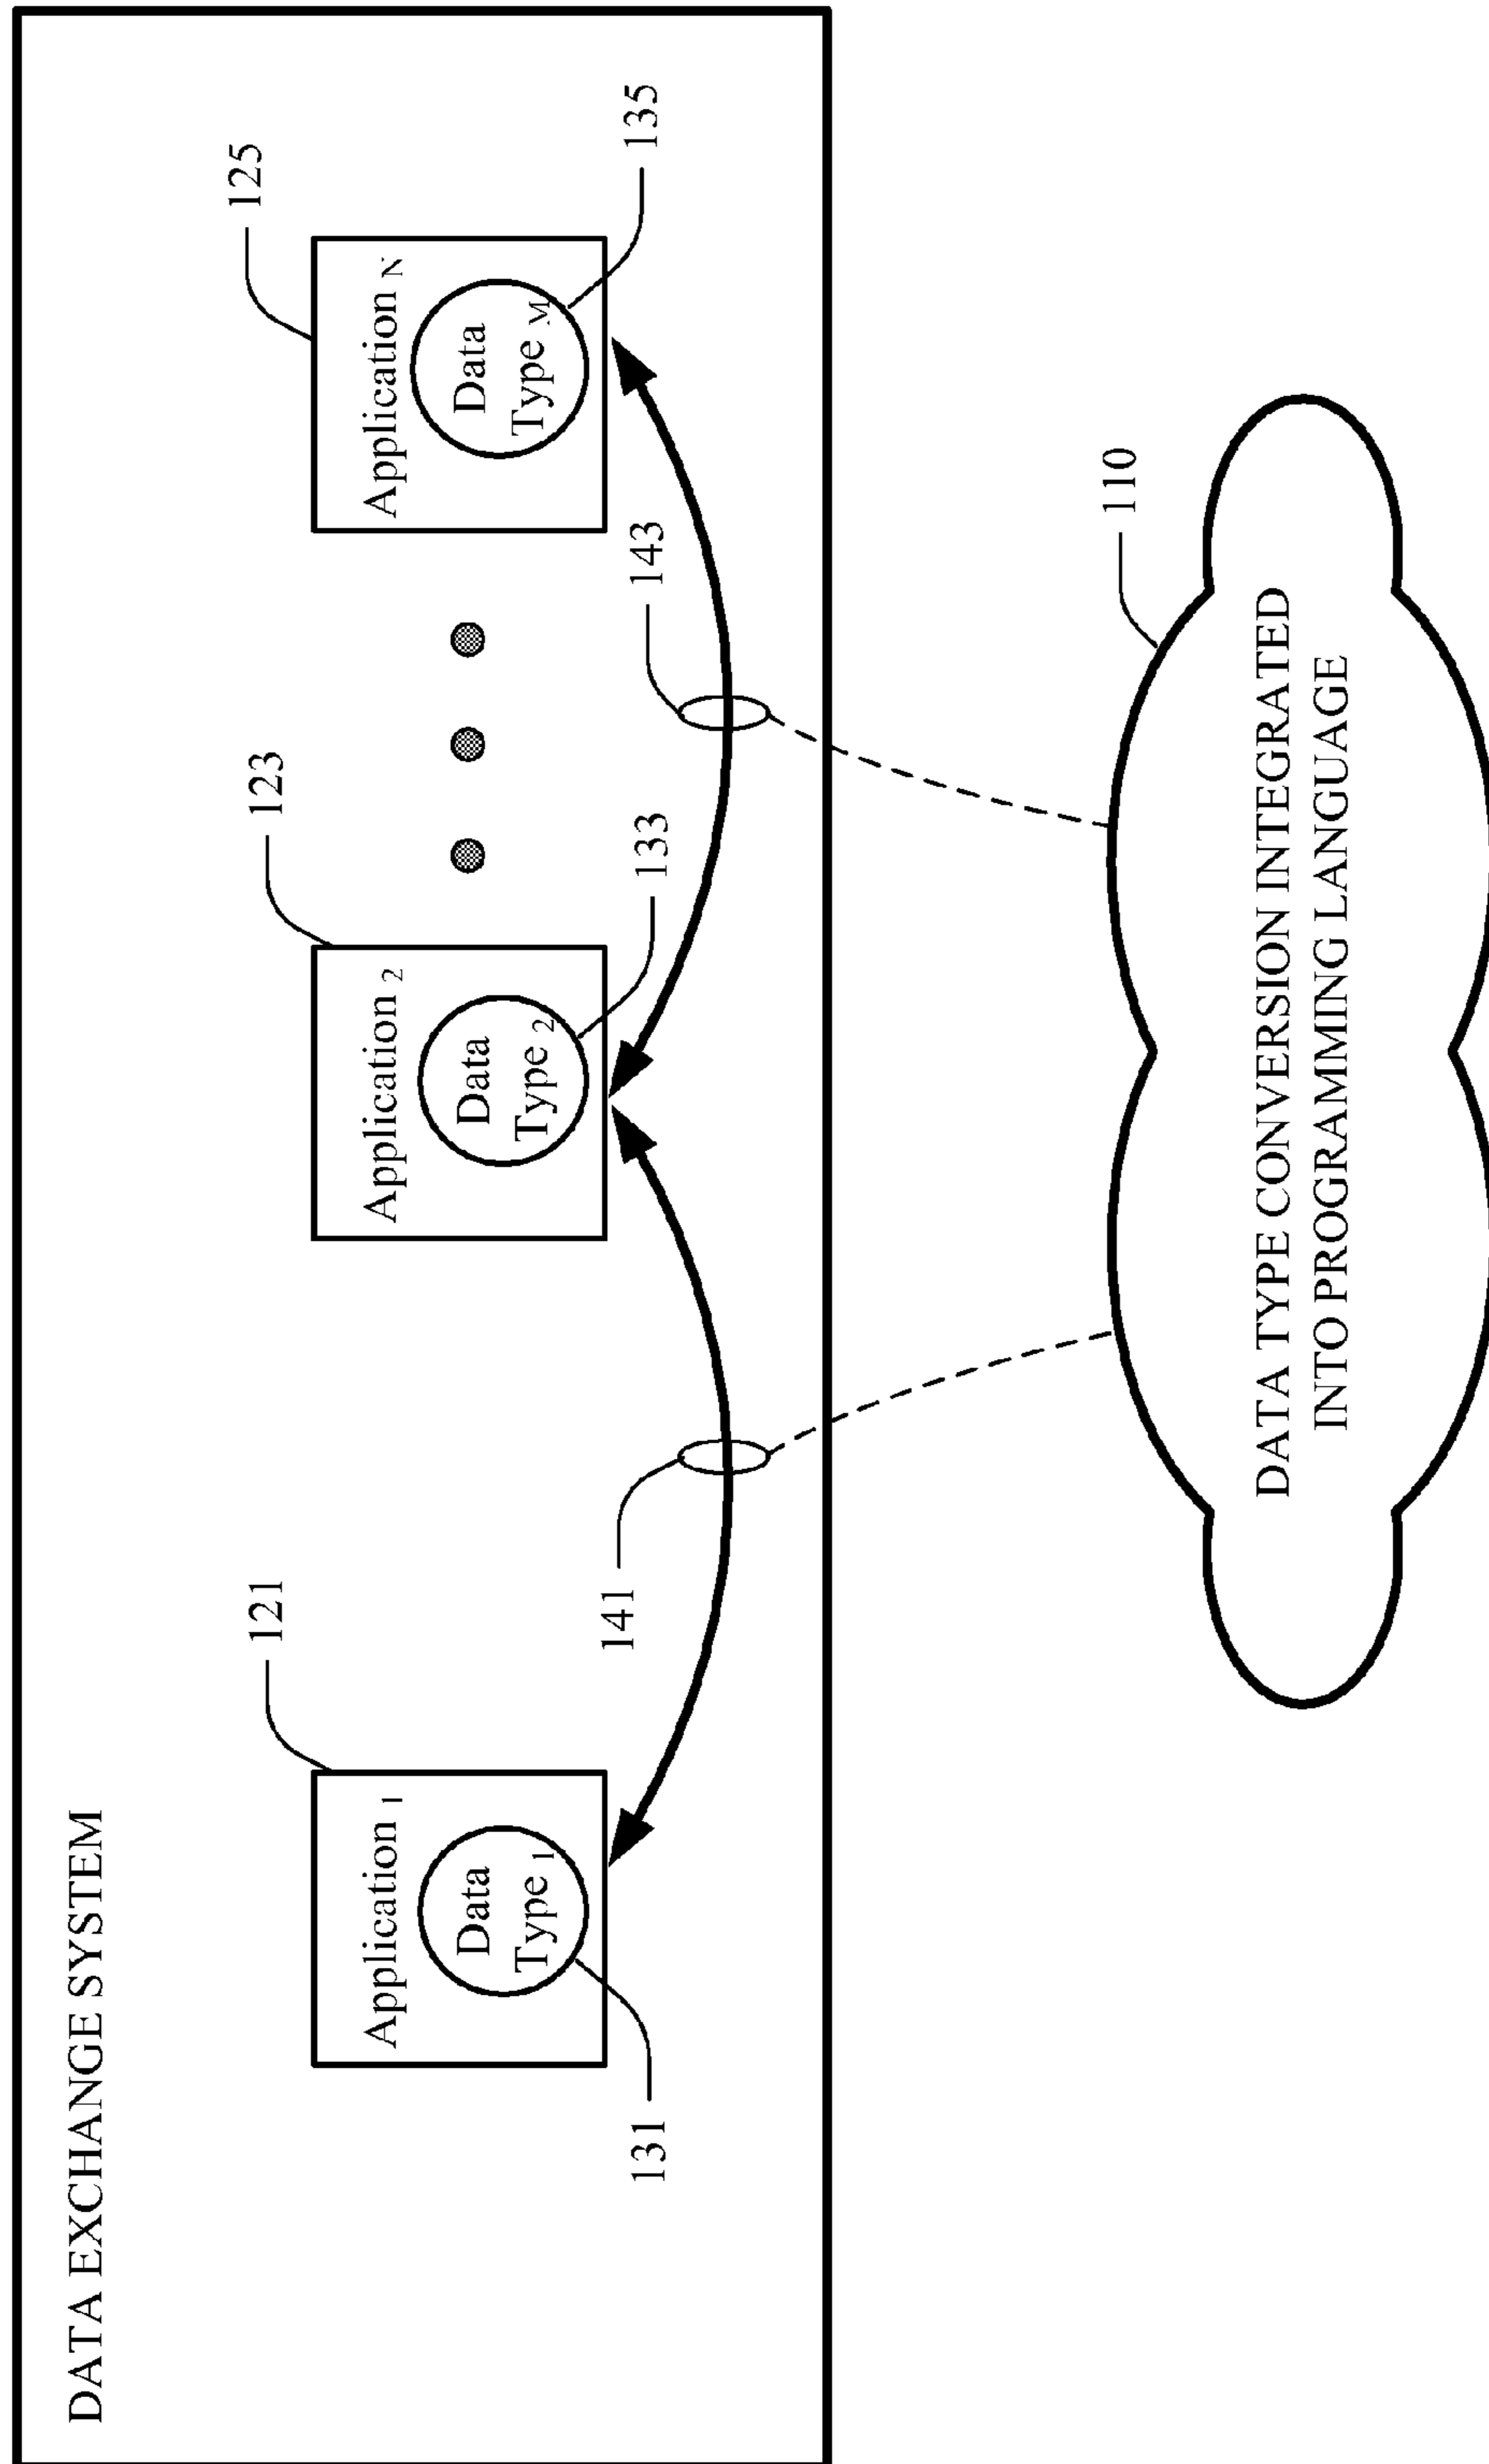 DATA EXCHANGE SYSTEM
121
123
125
Application 1
Data
Type 1
Application 2
Data
Type 2
Application N
Data
Type M
131
141
133
143
135
110
DATA TYPE CONVERSION INTEGRATED
INTO PROGRAMMING LANGUAGE